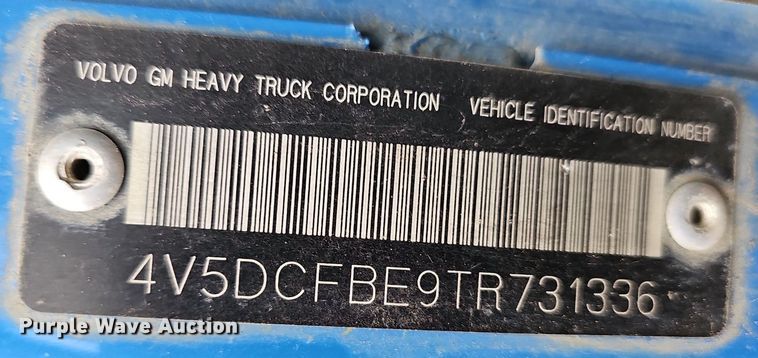 VOLVO GM HEAVY TRUCK CORPORATION VEHICLE IDENTIFICATION NUMBER
4V5DCFBE9TR731336
Purple Wave Auction